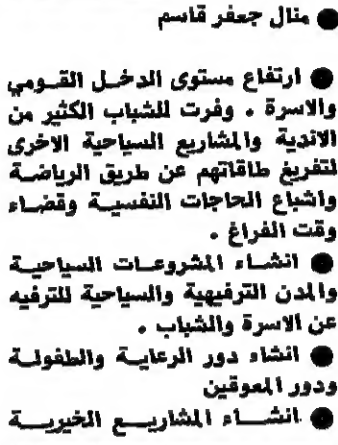 ● منال جعفر قاسم
● ارتفاع مستوى الدخل القومي
والاسرة . وفرت للشباب الكثير من
الاندية والمشاريع السياحية الاخرى
لتفريغ طاقاتهم عن طريق الرياضة
واشباع الحاجات النفسية وقضاء
وقت الفراغ .
● انشاء المشروعات السياحية
والمدن الترفيهية والسياحية للترفيه
عن الاسرة والشباب .
● انشاء دور الرعاية والطفولة
ودور المعوقين
● انشاء المشاريع الخيرية